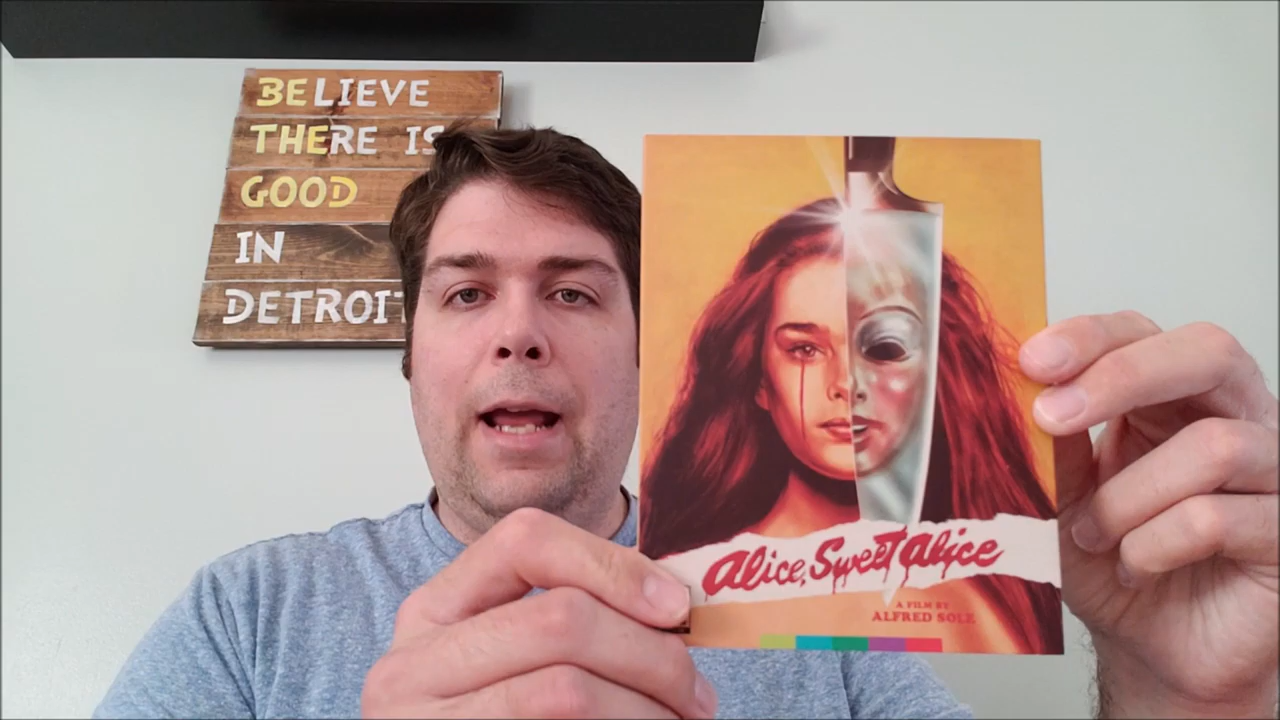 BELIEVE
THERE IS
GOOD
IN
DETROIT
Alice, Sweet Alice
A FILM BY
ALFRED SOLE